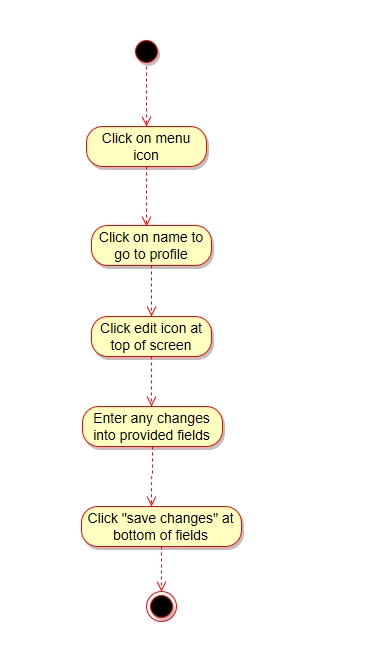 Click on menu
icon
Click on name to
go to profile
Click edit icon at
top of screen
Enter any changes
into provided fields
Click "save changes" at
bottom of fields